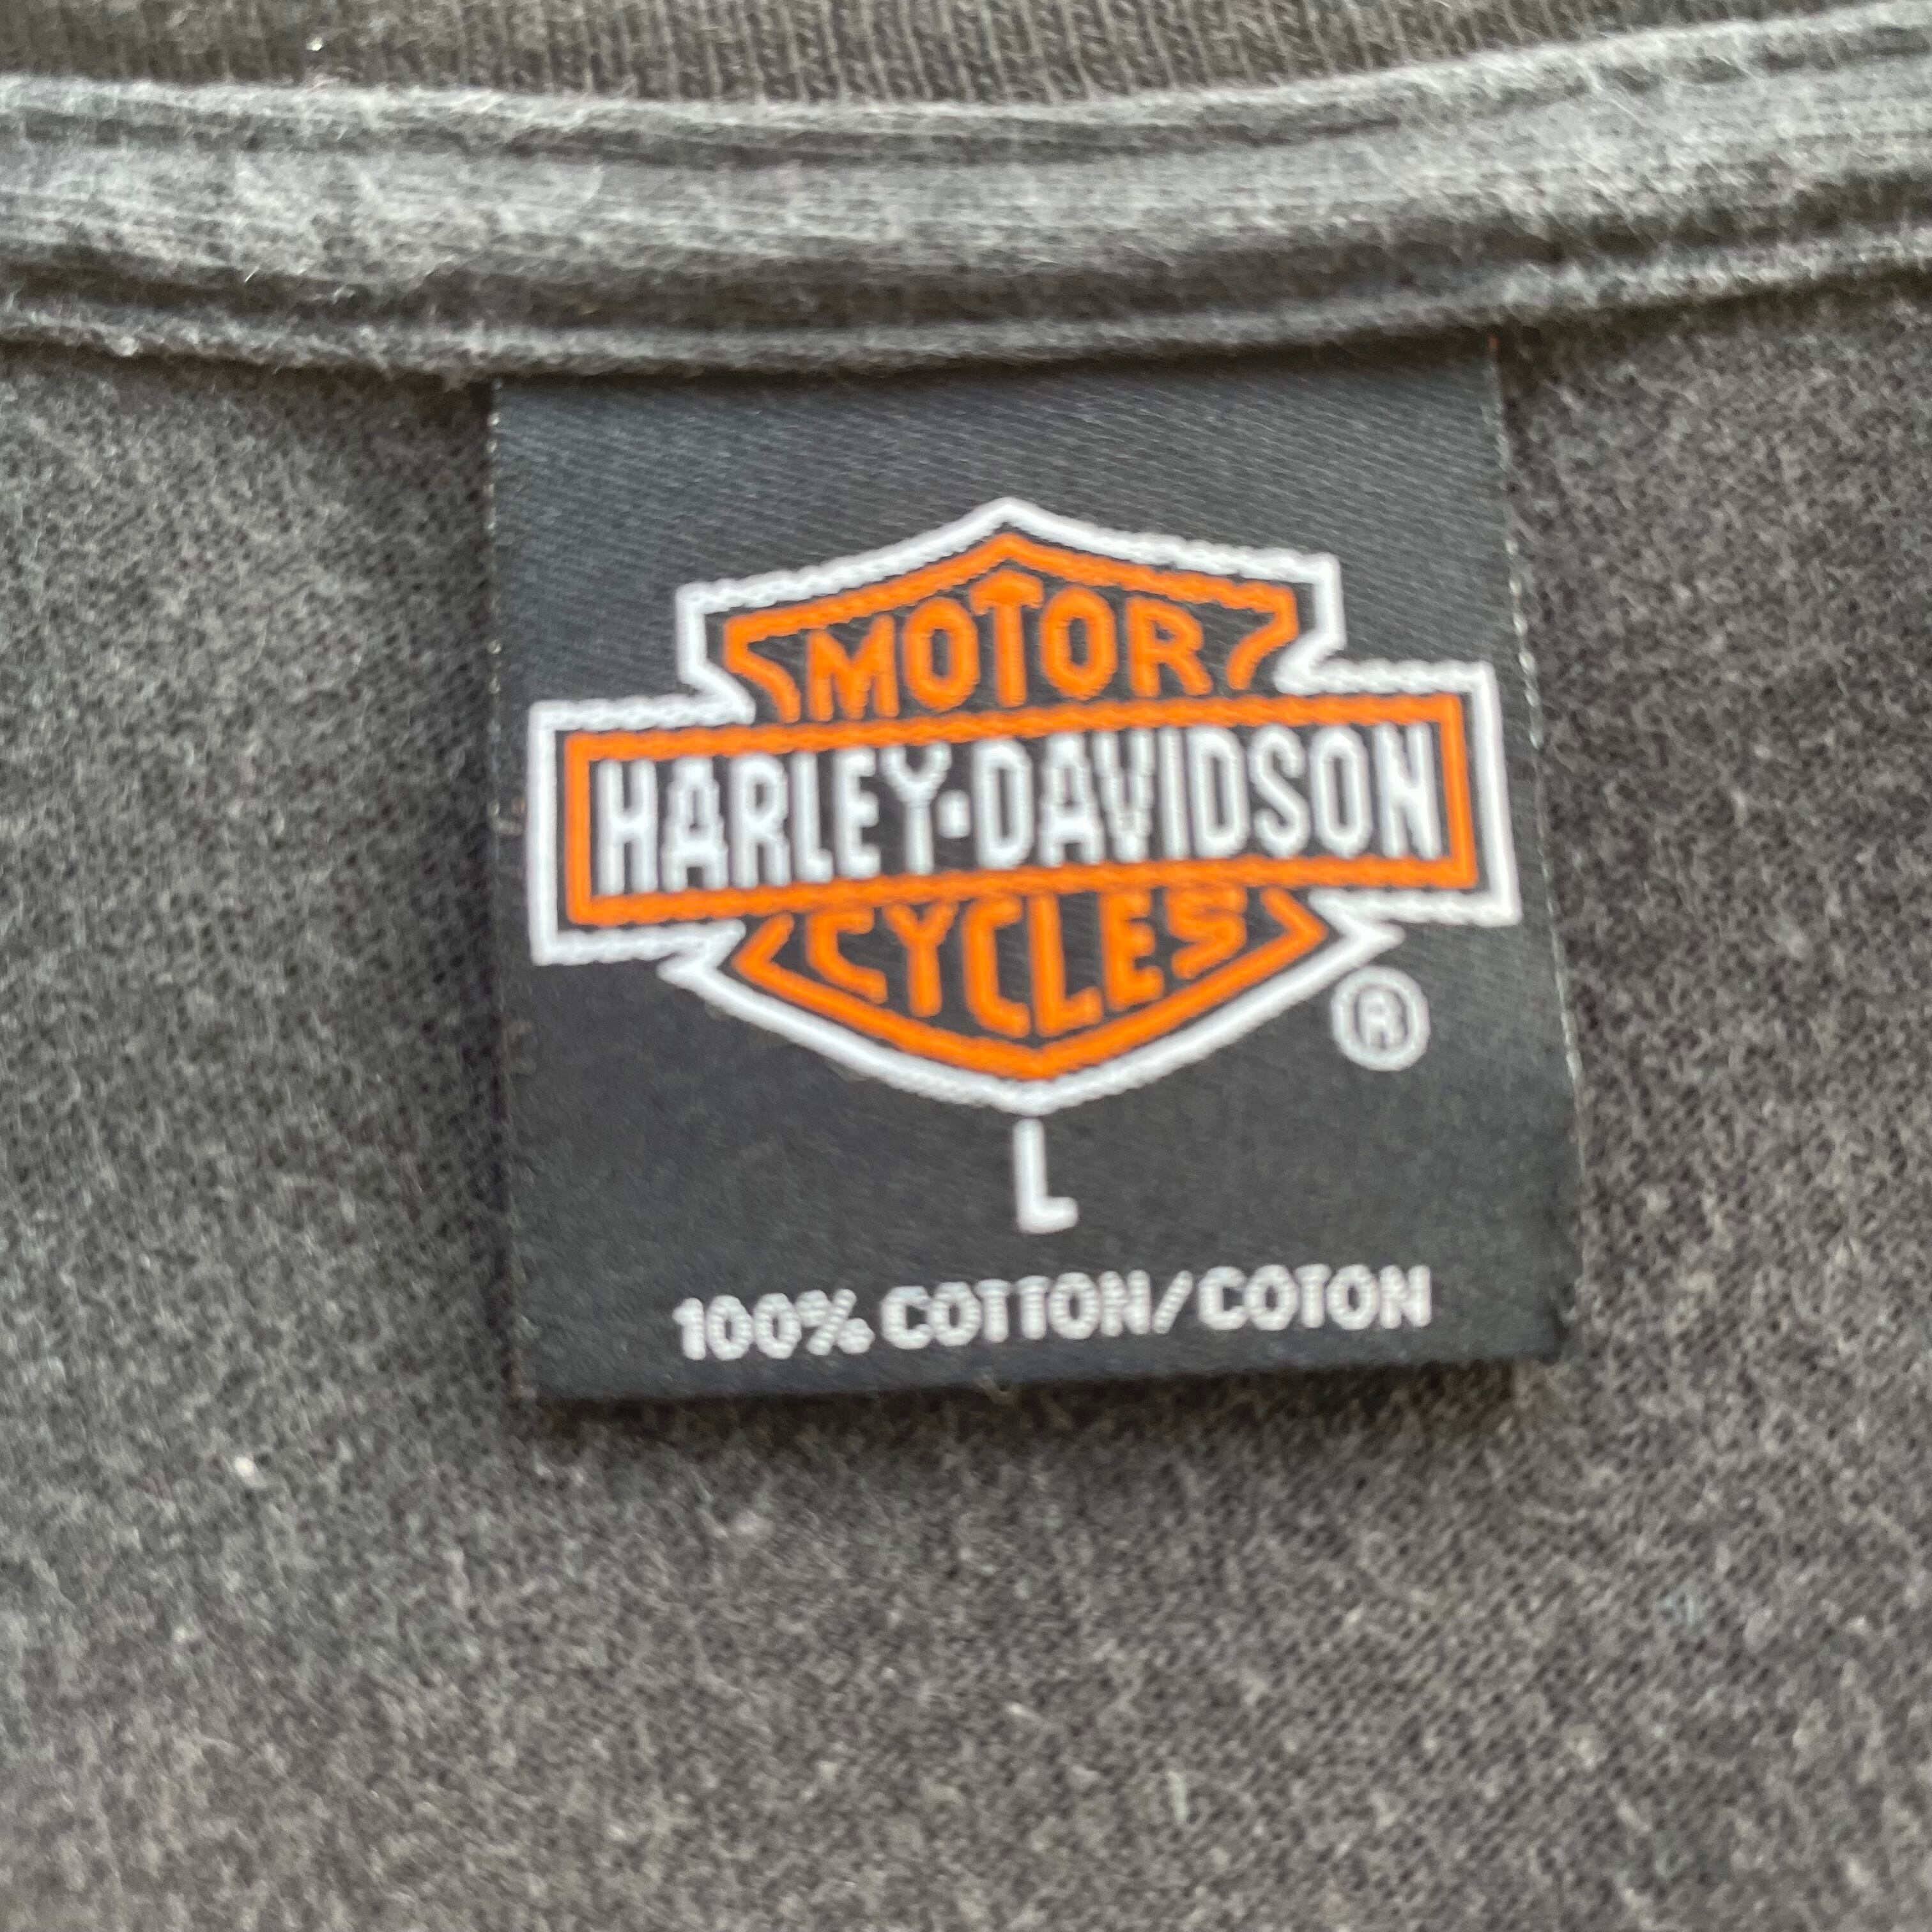 MOTOR
HARLEY-DAVIDSON
CYCLES
®
L
100% COTTON/COTON